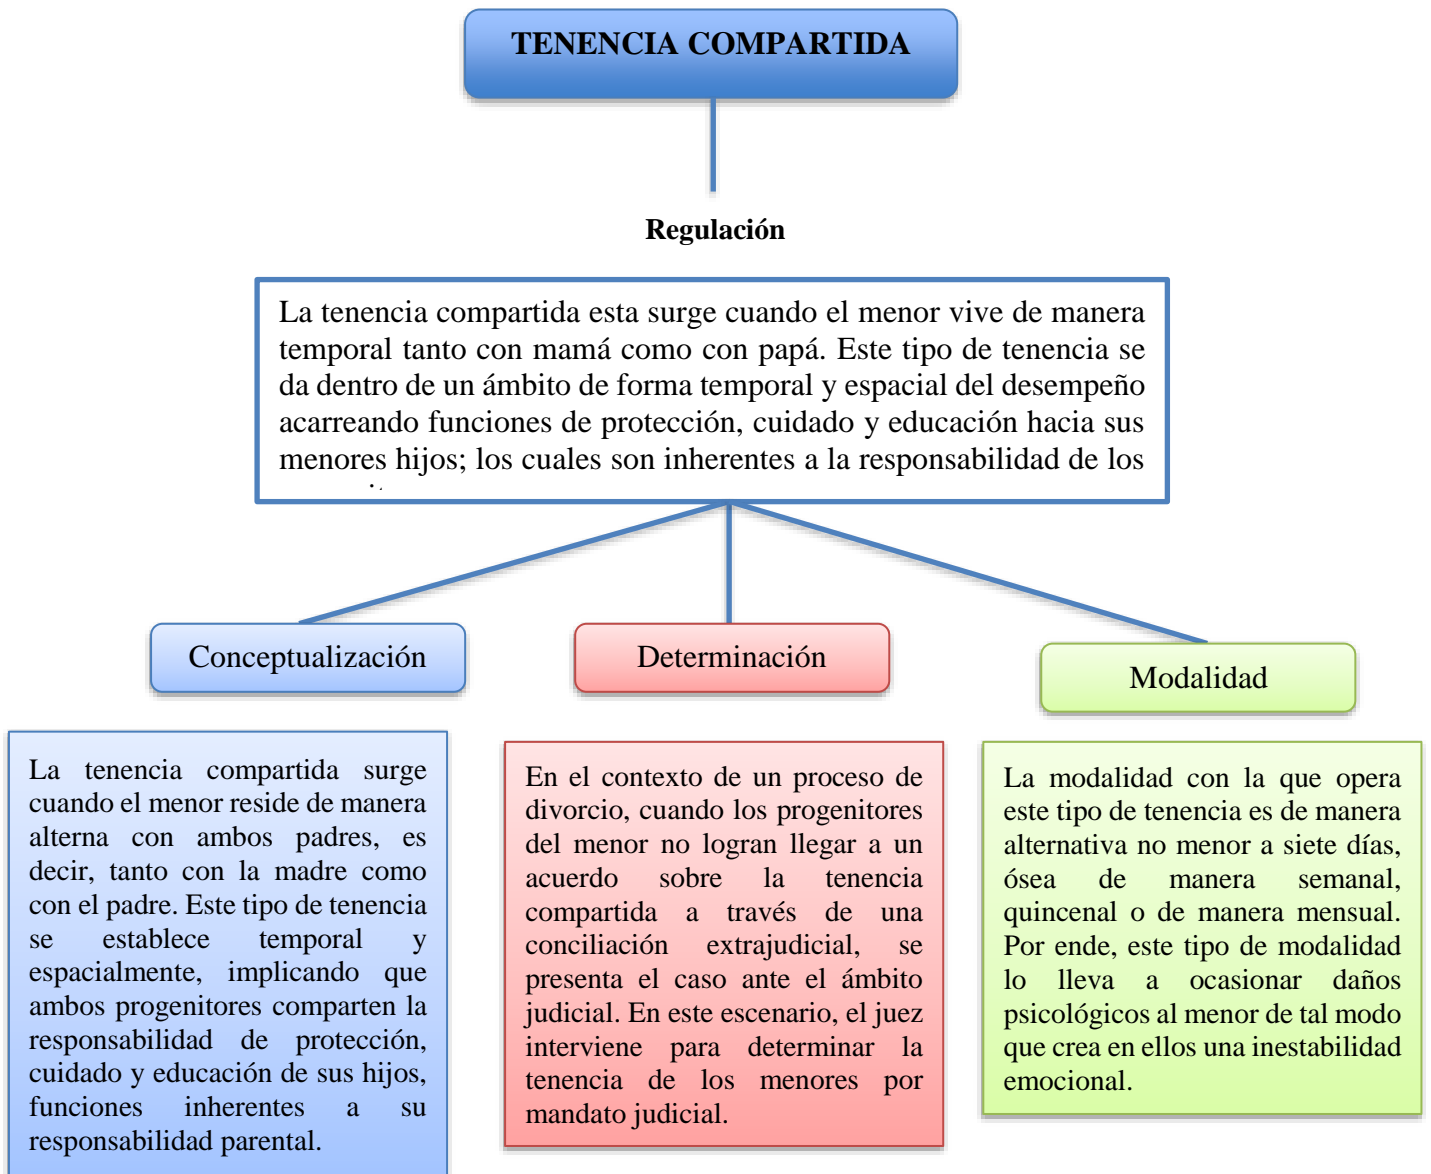 TENENCIA COMPARTIDA
Regulación
La tenencia compartida esta surge cuando el menor vive de manera
temporal tanto con mamá como con papá. Este tipo de tenencia se
da dentro de un ámbito de forma temporal y espacial del desempeño
acarreando funciones de protección, cuidado y educación hacia sus
menores hijos; los cuales son inherentes a la responsabilidad de los
Conceptualización
Determinación
Modalidad
La tenencia compartida surge
cuando el menor reside de manera
alterna con ambos padres, es
decir, tanto con la madre como
con el padre. Este tipo de tenencia
se establece temporal y
espacialmente, implicando que
ambos progenitores comparten la
responsabilidad de protección,
cuidado y educación de sus hijos,
funciones inherentes a su
responsabilidad parental.
En el contexto de un proceso de
divorcio, cuando los progenitores
del menor no logran llegar a un
acuerdo sobre la tenencia
compartida a través de una
conciliación extrajudicial, se
presenta el caso ante el ámbito
judicial. En este escenario, el juez
interviene para determinar la
tenencia de los menores por
mandato judicial.
La modalidad con la que opera
este tipo de tenencia es de manera
alternativa no menor a siete días,
ósea de manera semanal,
quincenal o de manera mensual.
Por ende, este tipo de modalidad
lo lleva a ocasionar daños
psicológicos al menor de tal modo
que crea en ellos una inestabilidad
emocional.